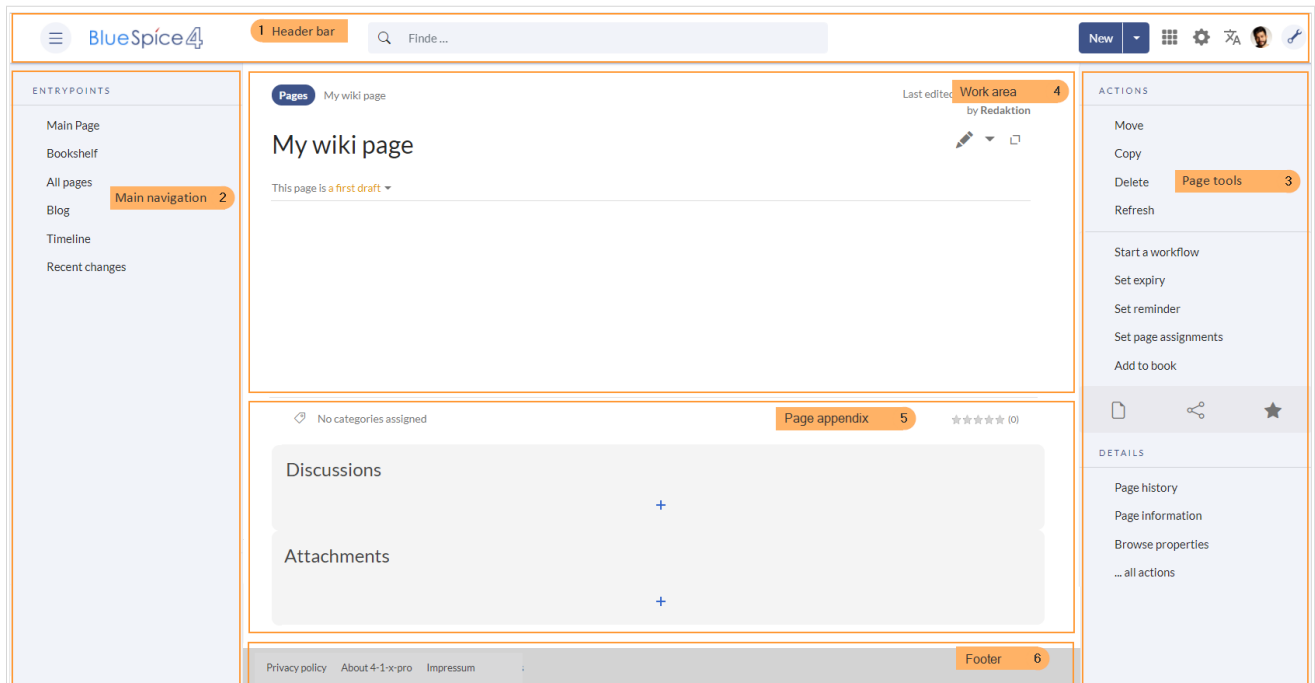 BlueSpice 4
1 Header bar
Finde ...
New
ENTRYPOINTS
Main Page
Bookshelf
All pages
Blog
Timeline
Recent changes
Main navigation 2
Pages My wiki page
Last edited
Work area 4
by Redaktion
My wiki page
This page is a first draft
ACTIONS
Move
Copy
Delete
Refresh
Page tools 3
Start a workflow
Set expiry
Set reminder
Set page assignments
Add to book
DETAILS
Page history
Page information
Browse properties
... all actions
No categories assigned
Page appendix 5
(0)
Discussions
+
Attachments
+
Privacy policy About 4-1-x-pro Impressum
Footer 6